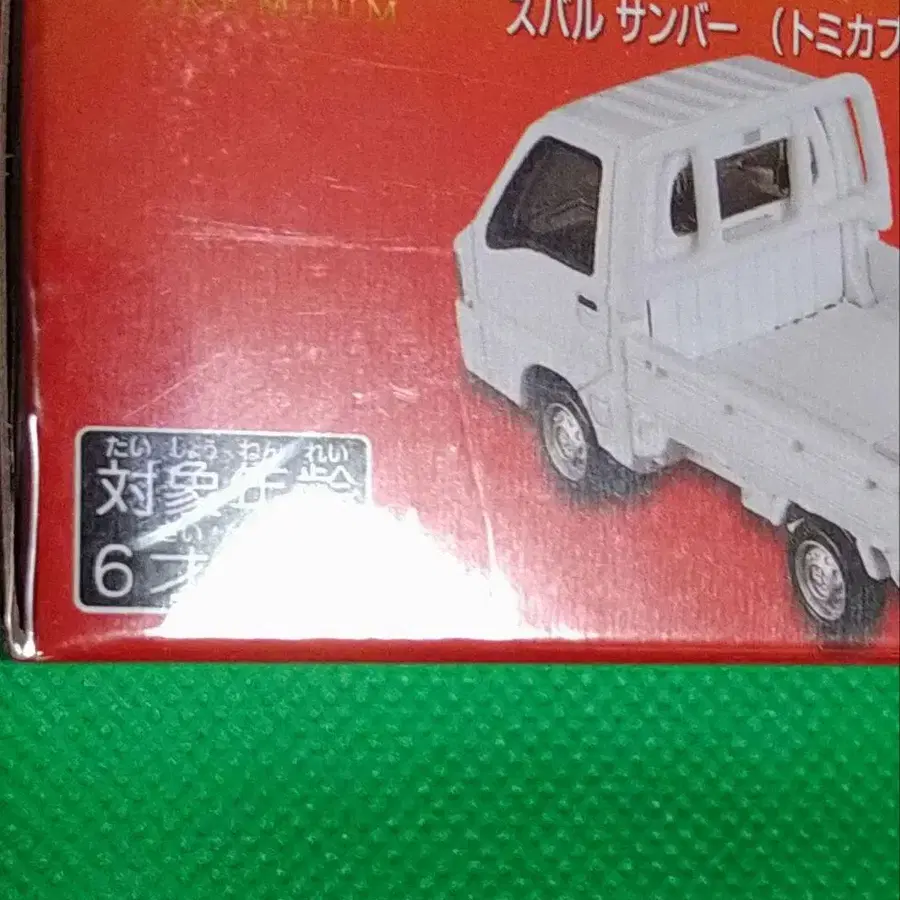 スバル サンバー （トミカプ
たいしょうねんれい
対象年齢
6才